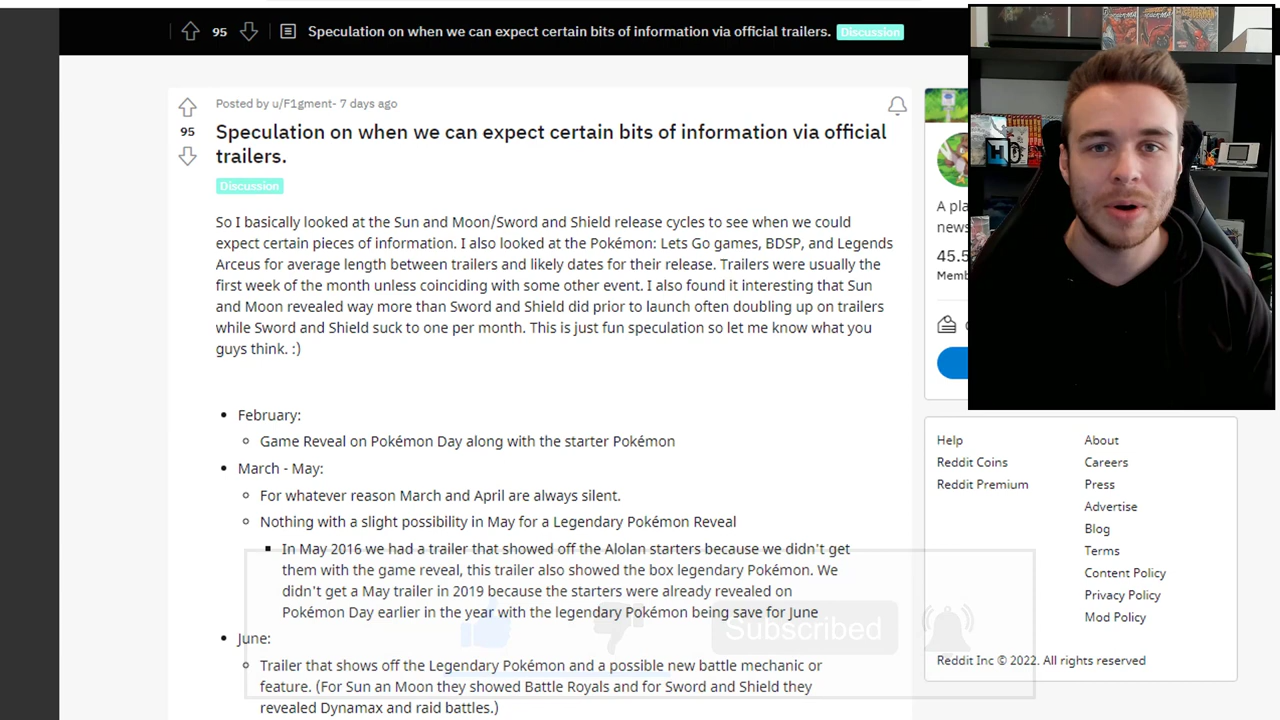 95
Speculation on when we can expect certain bits of information via official trailers.
Discussion
Posted by u/F1gment- 7 days ago
95
Speculation on when we can expect certain bits of information via official
trailers.
Discussion
So I basically looked at the Sun and Moon/Sword and Shield release cycles to see when we could
expect certain pieces of information. I also looked at the Pokémon: Lets Go games, BDSP, and Legends
Arceus for average length between trailers and likely dates for their release. Trailers were usually the
first week of the month unless coinciding with some other event. I also found it interesting that Sun
and Moon revealed way more than Sword and Shield did prior to launch often doubling up on trailers
while Sword and Shield suck to one per month. This is just fun speculation so let me know what you
guys think. :)
February:
Game Reveal on Pokémon Day along with the starter Pokémon
March - May:
For whatever reason March and April are always silent.
Nothing with a slight possibility in May for a Legendary Pokémon Reveal
In May 2016 we had a trailer that showed off the Alolan starters because we didn't get
them with the game reveal, this trailer also showed the box legendary Pokémon. We
didn't get a May trailer in 2019 because the starters were already revealed on
Pokémon Day earlier in the year with the legendary Pokémon being save for June
June:
Trailer that shows off the Legendary Pokémon and a possible new battle mechanic or
feature. (For Sun an Moon they showed Battle Royals and for Sword and Shield they
revealed Dynamax and raid battles.)
Subscribed
A pla
news
45.5
Memb
Help
About
Reddit Coins
Careers
Reddit Premium
Press
Advertise
Blog
Terms
Content Policy
Privacy Policy
Mod Policy
Reddit Inc © 2022. All rights reserved